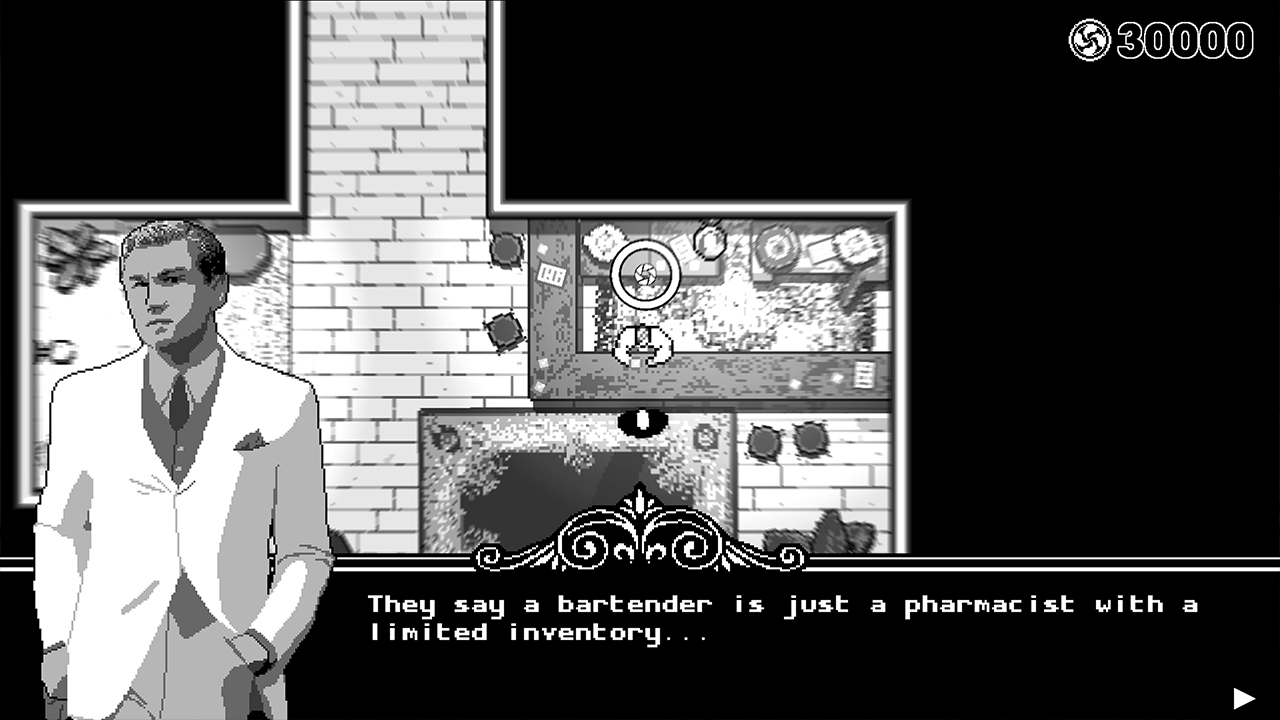 30000
They say a bartender is just a pharmacist with a
limited inventory...